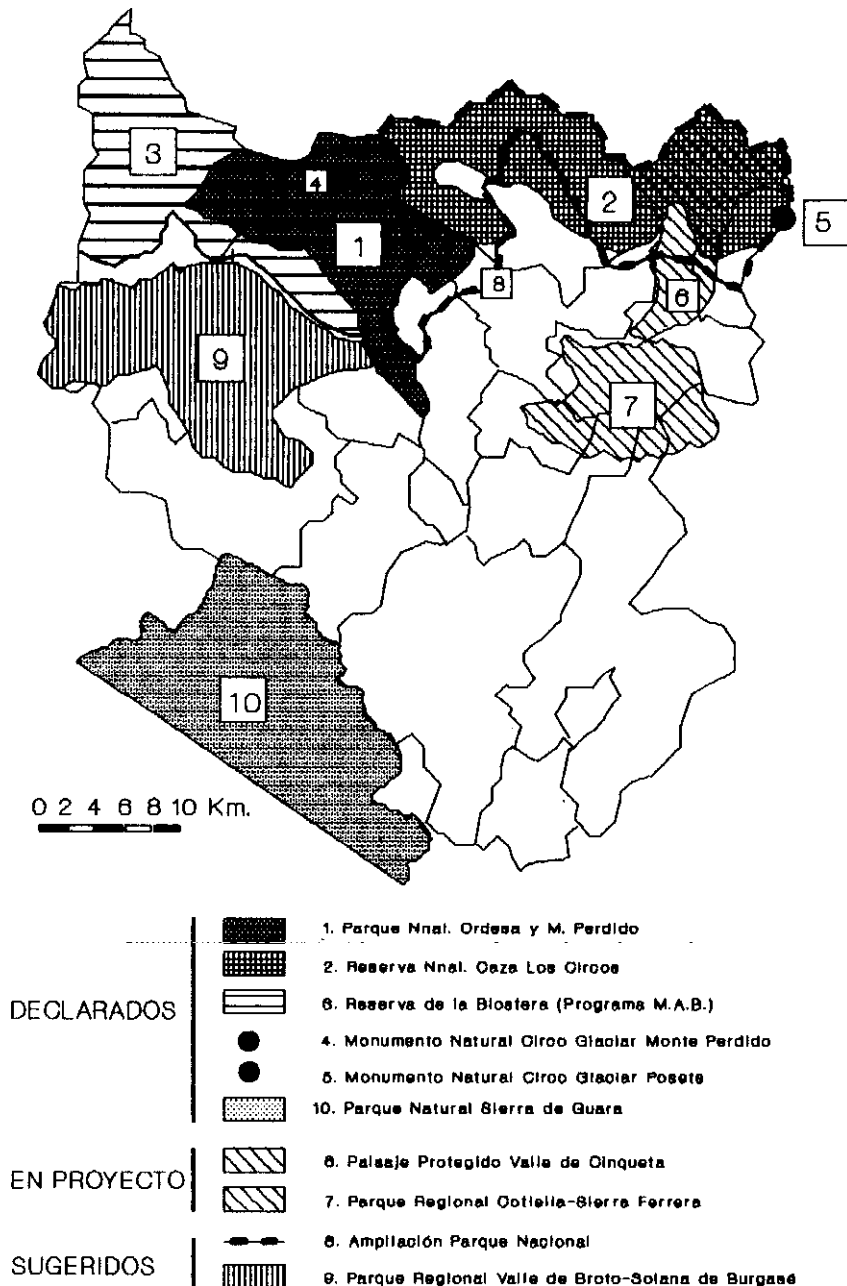 3
4
2
5
1
8
6
9
7
10
0 2 4 6 8 10 Km.
DECLARADOS
1. Parque Nnal. Ordesa y M. Perdido
2. Reserva Nnal. Caza Los Circos
3. Reserva de la Biosfera (Programa M.A.B.)
4. Monumento Natural Circo Glaciar Monte Perdido
5. Monumento Natural Circo Glaciar Posets
10. Parque Natural Sierra de Guara
EN PROYECTO
6. Paisaje Protegido Valle de Cinqueta
7. Parque Regional Cotiella-Sierra Ferrera
SUGERIDOS
8. Ampliación Parque Nacional
9. Parque Regional Valle de Broto-Solana de Burgasé